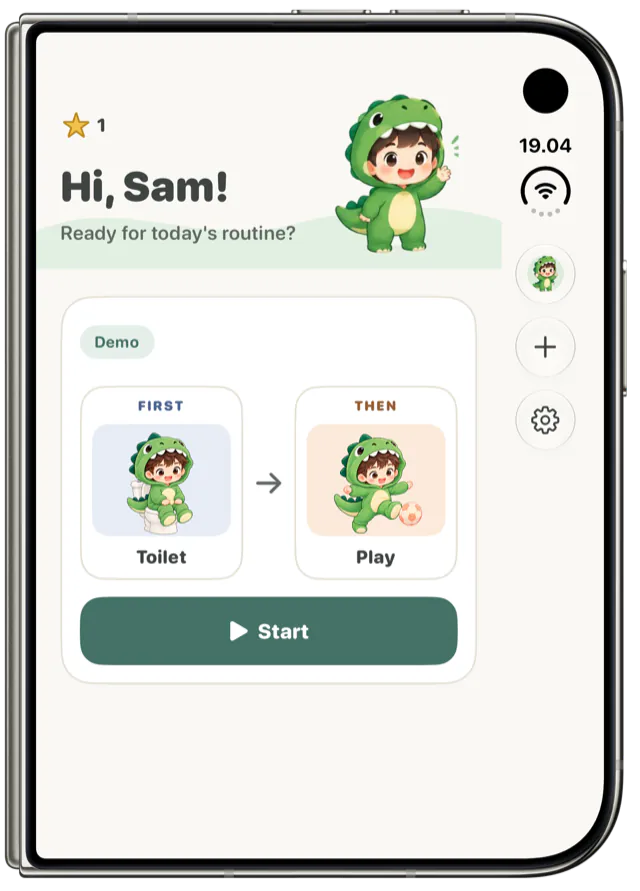 1
Hi, Sam!
Ready for today's routine?
19.04
Demo
FIRST
THEN
Toilet
Play
Start